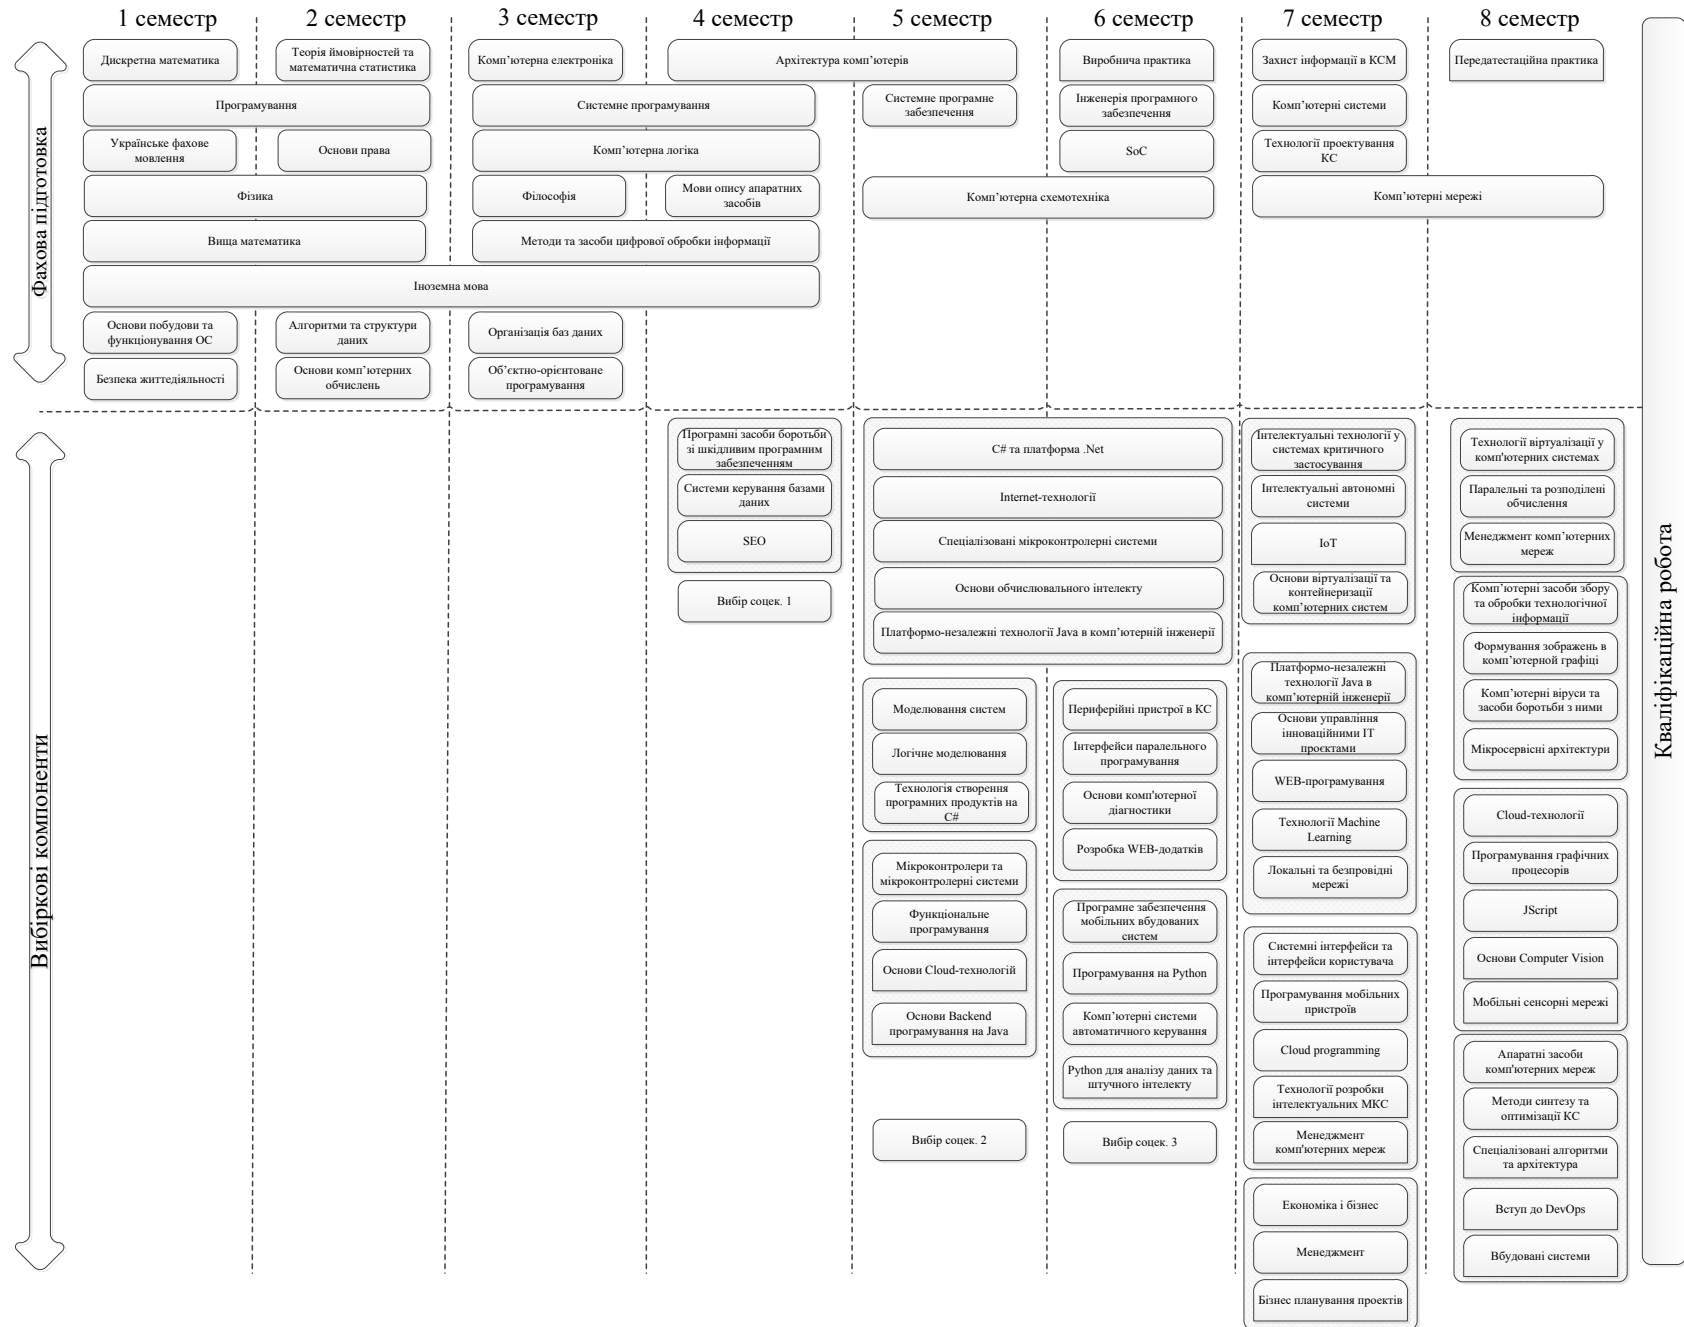 1 семестр
2 семестр
3 семестр
4 семестр
5 семестр
6 семестр
7 семестр
8 семестр
Фахова підготовка
Дискретна математика
Теорія ймовірностей та
математична статистика
Комп’ютерна електроніка
Архітектура комп’ютерів
Виробнича практика
Захист інформації в КСМ
Передатестаційна практика
Програмування
Системне програмування
Системне програмне
забезпечення
Інженерія програмного
забезпечення
Комп’ютерні системи
Українське фахове
мовлення
Основи права
Комп’ютерна логіка
SoC
Технології проектування
КС
Фізика
Філософія
Мови опису апаратних
засобів
Комп’ютерна схемотехніка
Комп’ютерні мережі
Вища математика
Методи та засоби цифрової обробки інформації
Іноземна мова
Основи побудови та
функціонування ОС
Алгоритми та структури
даних
Організація баз даних
Безпека життедіяльності
Основи комп’ютерних
обчислень
Об’єктно-орієнтоване
програмування
Вибіркові компоненти
Програмні засоби боротьби
зі шкідливим програмним
забезпеченням
Системи керування базами
даних
SEO
Вибір соцек. 1
C# та платформа .Net
Internet-технології
Спеціалізовані мікроконтролерні системи
Основи обчислювального інтелекту
Платформо-незалежні технології Java в комп’ютерній інженерії
Моделювання систем
Логічне моделювання
Технологія створення
програмних продуктів на
C#
Мікроконтролери та
мікроконтролерні системи
Функціональне
програмування
Основи Cloud-технологій
Основи Backend
програмування на Java
Вибір соцек. 2
Периферійні пристрої в КС
Інтерфейси паралельного
програмування
Основи комп'ютерної
діагностики
Розробка WEB-додатків
Програмне забезпечення
мобільних вбудованих
систем
Програмування на Python
Комп’ютерні системи
автоматичного керування
Python для аналізу даних та
штучного інтелекту
Вибір соцек. 3
Інтелектуальні технології у
системах критичного
застосування
Інтелектуальні автономні
системи
IoT
Основи віртуалізації та
контейнеризації
комп’ютерних систем
Платформо-незалежні
технології Java в
комп’ютерній інженерії
Основи управління
інноваційними ІТ
проєктами
WEB-програмування
Технології Machine
Learning
Локальні та безпровідні
мережі
Системні інтерфейси та
інтерфейси користувача
Програмування мобільних
пристроїв
Cloud programming
Технології розробки
інтелектуальних МКС
Менеджмент
комп'ютерних мереж
Економіка і бізнес
Менеджмент
Бізнес планування проектів
Технології віртуалізації у
комп'ютерних системах
Паралельні та розподілені
обчислення
Менеджмент комп’ютерних
мереж
Комп’ютерні засоби збору
та обробки технологічної
інформації
Формування зображень в
комп’ютерной графіці
Комп’ютерні віруси та
засоби боротьби з ними
Мікросервісні архітектури
Cloud-технології
Програмування графічних
процесорів
JScript
Основи Computer Vision
Мобільні сенсорні мережі
Апаратні засоби
комп'ютерних мереж
Методи синтезу та
оптимізації КС
Спеціалізовані алгоритми
та архітектура
Вступ до DevOps
Вбудовані системи
Кваліфікаційна робота